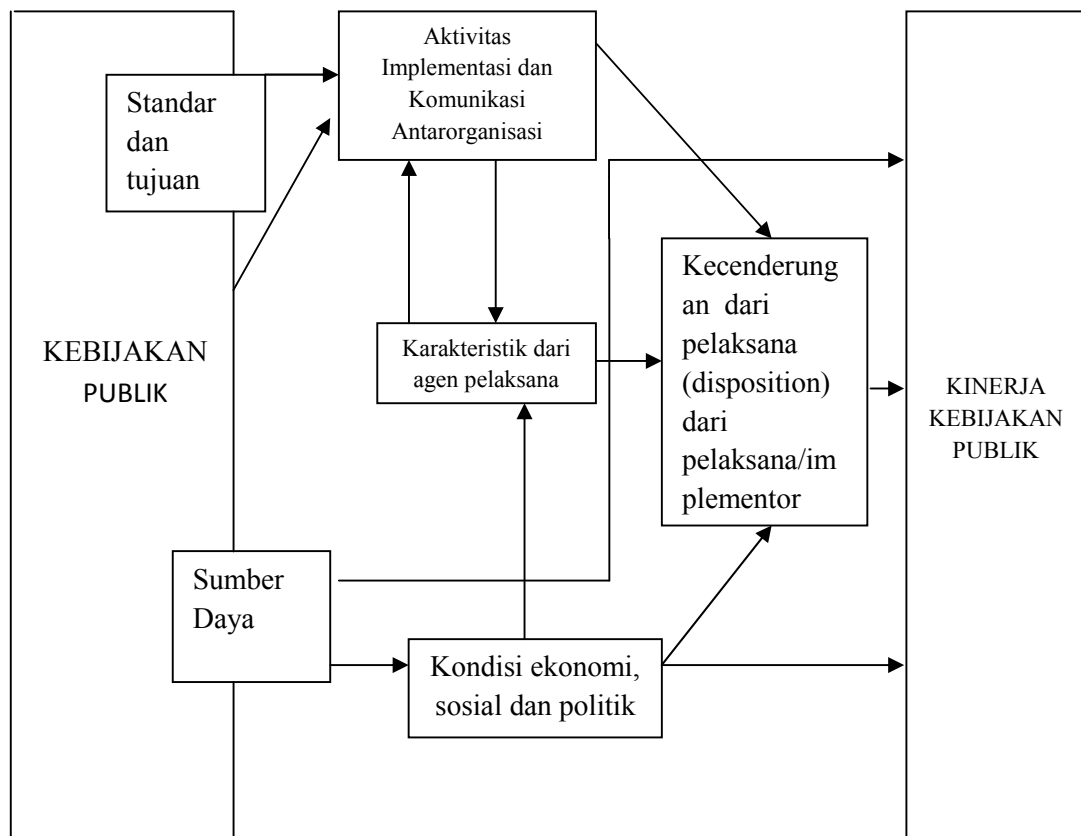 Aktivitas
Implementasi dan
Komunikasi
Antarorganisasi
Standar
dan
tujuan
KEBIJAKAN
PUBLIK
Karakteristik dari
agen pelaksana
Kecenderung
an dari
pelaksana
(disposition)
dari
pelaksana/im
plementor
KINERJA
KEBIJAKAN
PUBLIK
Sumber
Daya
Kondisi ekonomi,
sosial dan politik